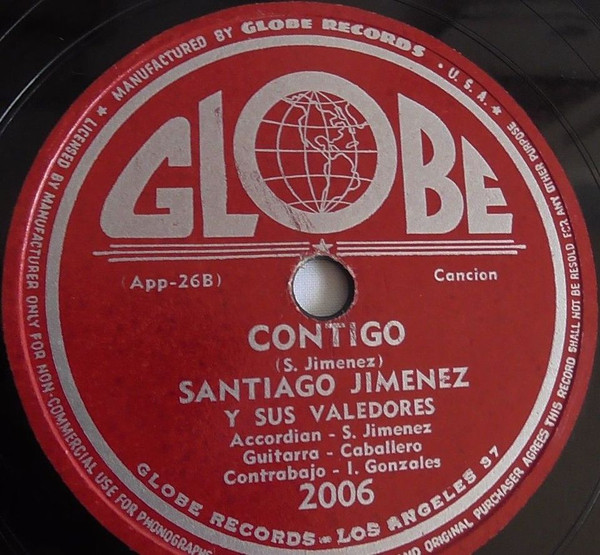 ★ MANUFACTURED BY GLOBE RECORDS • U.S.A. ★
GLOBE
(App-26B)
Cancion
CONTIGO
(S. Jimenez)
SANTIAGO JIMENEZ
Y SUS VALEDORES
Accordian - S. Jimenez
Guitarra - Caballero
Contrabajo - I. Gonzales
2006
GLOBE RECORDS LOS ANGELES 37
LICENSED BY MANUFACTURER ONLY FOR NON-COMMERCIAL USE FOR PHONOGRAPHS
AND ORIGINAL PURCHASER AGREES THIS RECORD SHALL NOT BE RESOLD FOR ANY OTHER PURPOSE